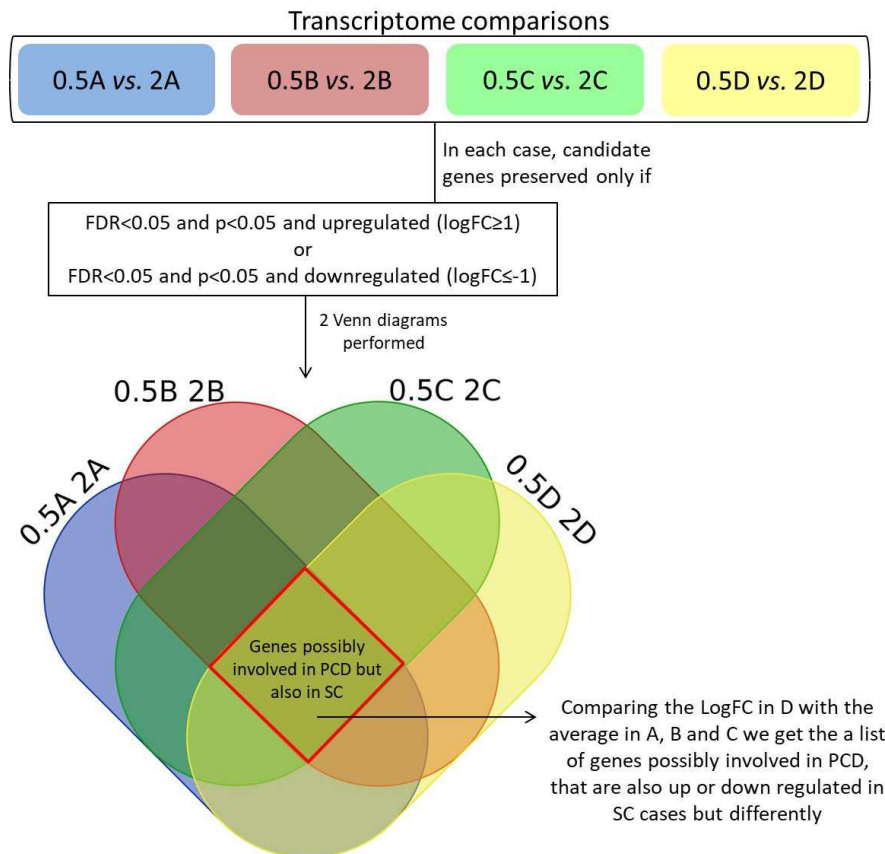 Transcriptome comparisons
0.5A vs. 2A
0.5B vs. 2B
0.5C vs. 2C
0.5D vs. 2D
In each case, candidate
genes preserved only if
FDR<0.05 and p<0.05 and upregulated (logFC≥1)
or
FDR<0.05 and p<0.05 and downregulated (logFC≤-1)
2 Venn diagrams
performed
0.5A 2A
0.5B 2B
0.5C 2C
0.5D 2D
Genes possibly
involved in PCD but
also in SC
Comparing the LogFC in D with the
average in A, B and C we get the a list
of genes possibly involved in PCD,
that are also up or down regulated in
SC cases but differently